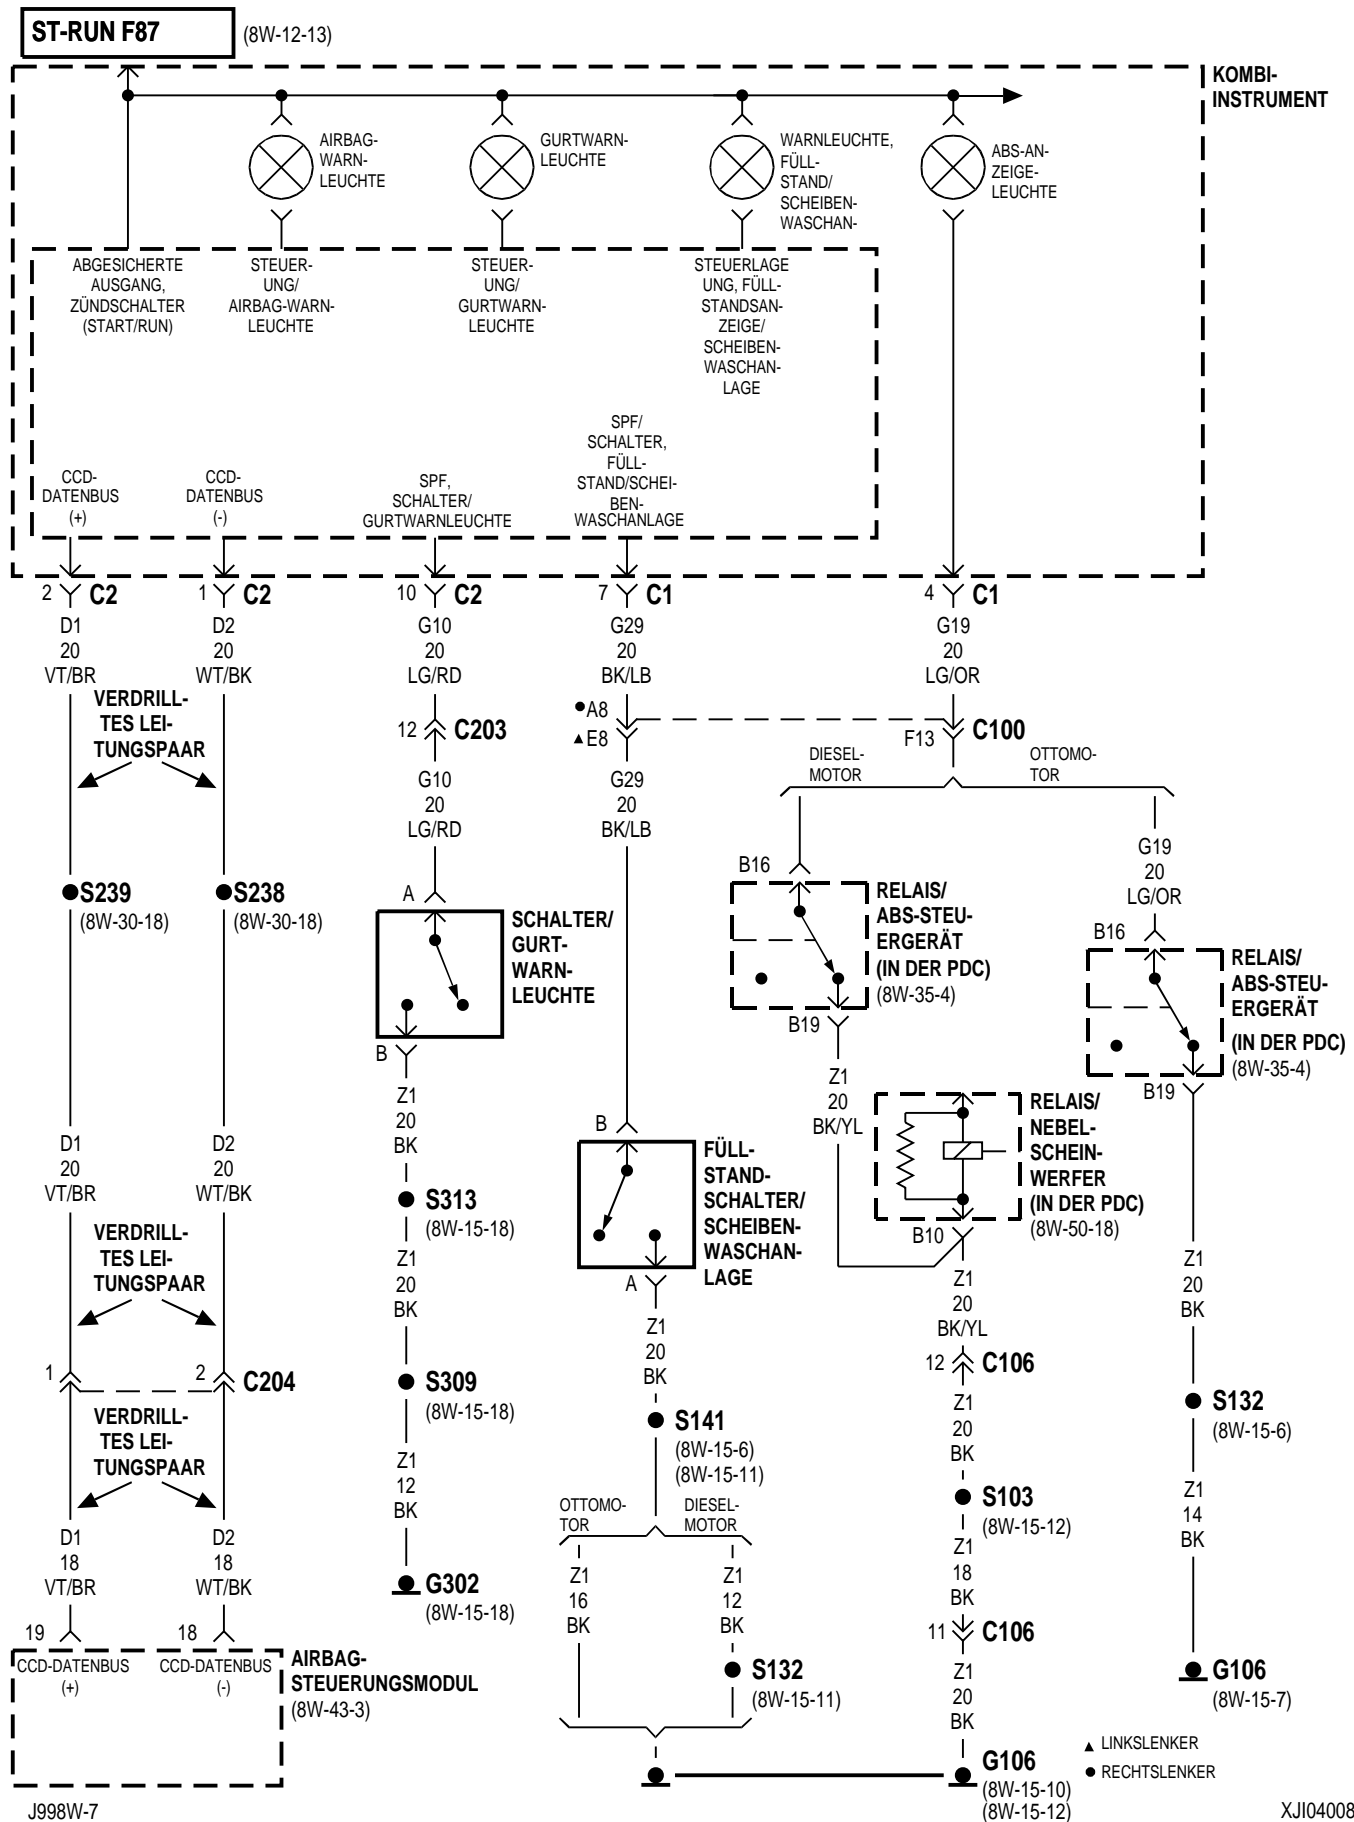 ST-RUN F87
(8W-12-13)
KOMBI-
INSTRUMENT
AIRBAG-
WARN-
LEUCHTE
GURTWARN-
LEUCHTE
WARNLEUCHTE,
FÜLL-
STAND/
SCHEIBEN-
WASCHAN-
ABS-AN-
ZEIGE-
LEUCHTE
ABGESICHERTE
AUSGANG,
ZÜNDSCHALTER
(START/RUN)
STEUER-
UNG/
AIRBAG-WARN-
LEUCHTE
STEUER-
UNG/
GURTWARN-
LEUCHTE
STEUERLAGE
UNG, FÜLL-
STANDSAN-
ZEIGE/
SCHEIBEN-
WASCHAN-
LAGE
CCD-
DATENBUS
(+)
CCD-
DATENBUS
(-)
SPF,
SCHALTER/
GURTWARNLEUCHTE
SPF/
SCHALTER,
FÜLL-
STAND/SCHEI-
BEN-
WASCHANLAGE
2 C2
1 C2
10 C2
7 C1
4 C1
D1
20
VT/BR
D2
20
WT/BK
G10
20
LG/RD
G29
20
BK/LB
G19
20
LG/OR
VERDRILL-
TES LEI-
TUNGSPAAR
12 C203
A8
E8
F13 C100
G10
20
LG/RD
G29
20
BK/LB
DIESEL-
MOTOR
OTTOMO-
TOR
G19
20
LG/OR
S239
(8W-30-18)
S238
(8W-30-18)
A
SCHALTER/
GURT-
WARN-
LEUCHTE
B
B16
RELAIS/
ABS-STEU-
ERGERÄT
(IN DER PDC)
(8W-35-4)
B19
B16
RELAIS/
ABS-STEU-
ERGERÄT
(IN DER PDC)
(8W-35-4)
B19
Z1
20
BK
Z1
20
BK/YL
RELAIS/
NEBEL-
SCHEIN-
WERFER
(IN DER PDC)
(8W-50-18)
B10
D1
20
VT/BR
D2
20
WT/BK
B
FÜLL-
STAND-
SCHALTER/
SCHEIBEN-
WASCHAN-
LAGE
A
S313
(8W-15-18)
Z1
20
BK
VERDRILL-
TES LEI-
TUNGSPAAR
Z1
20
BK/YL
Z1
20
BK
Z1
20
BK
1
2 C204
S309
(8W-15-18)
12 C106
S132
(8W-15-6)
VERDRILL-
TES LEI-
TUNGSPAAR
S141
(8W-15-6)
(8W-15-11)
Z1
20
BK
Z1
12
BK
S103
(8W-15-12)
Z1
14
BK
OTTOMO-
TOR
DIESEL-
MOTOR
D1
18
VT/BR
D2
18
WT/BK
Z1
16
BK
Z1
12
BK
Z1
18
BK
G302
(8W-15-18)
11 C106
19
18
CCD-DATENBUS
(+)
CCD-DATENBUS
(-)
AIRBAG-
STEUERUNGSMODUL
(8W-43-3)
S132
(8W-15-11)
Z1
20
BK
G106
(8W-15-7)
G106
(8W-15-10)
(8W-15-12)
LINKSLENKER
RECHTSLENKER
J998W-7
XJI04008